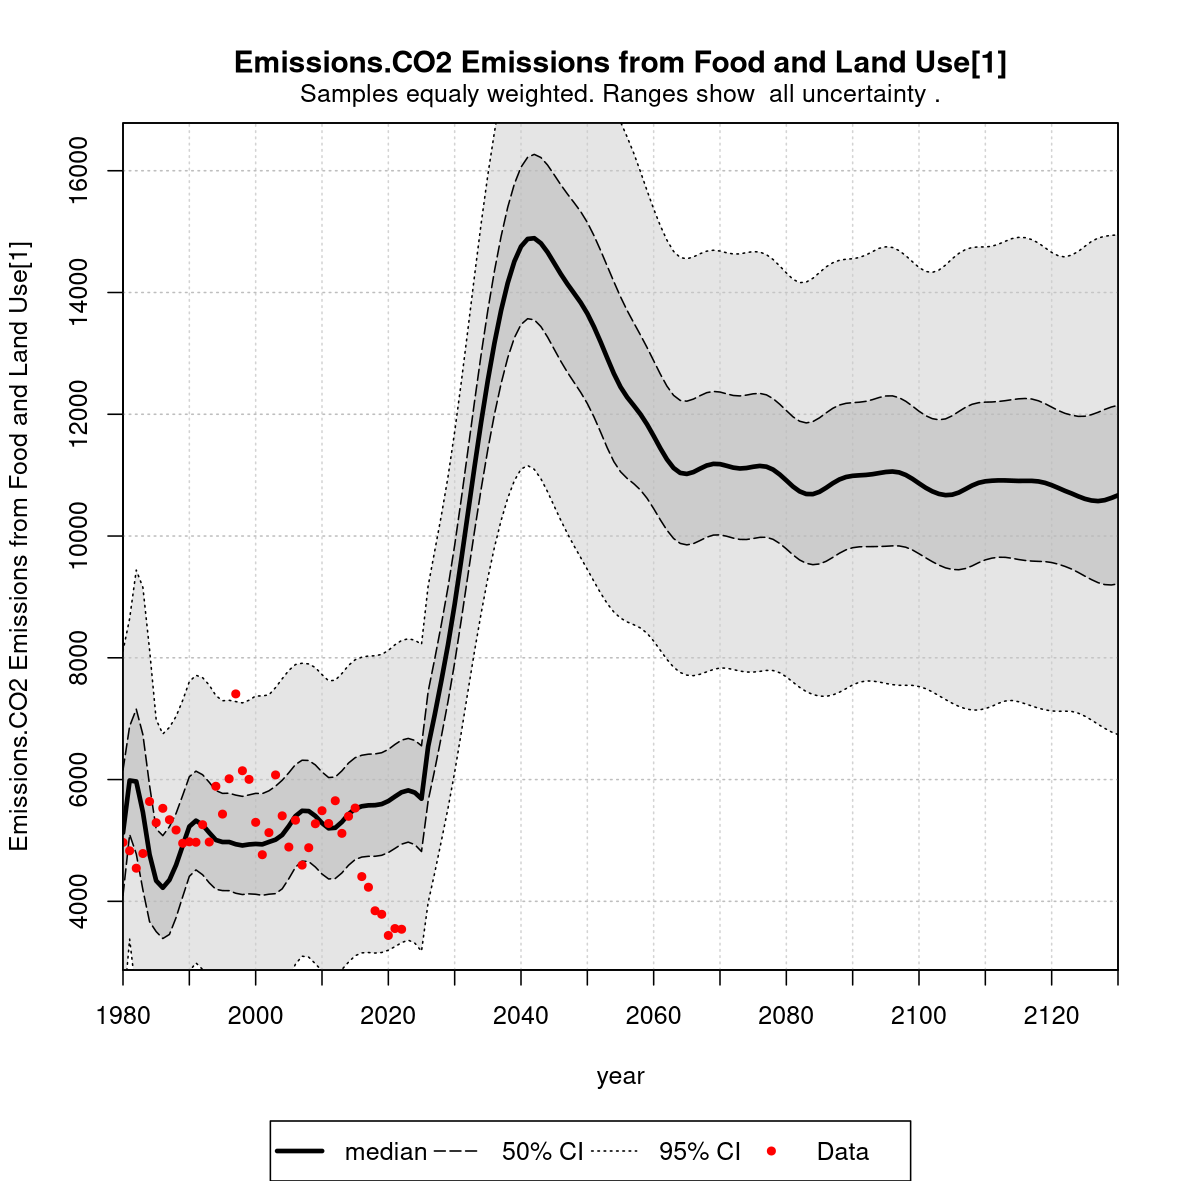 Emissions.CO2 Emissions from Food and Land Use[1]
Samples equaly weighted. Ranges show  all uncertainty .
Emissions.CO2 Emissions from Food and Land Use[1]
16000
14000
12000
10000
8000
6000
4000
1980 2000 2020 2040 2060 2080 2100 2120
year
median 50% CI 95% CI Data